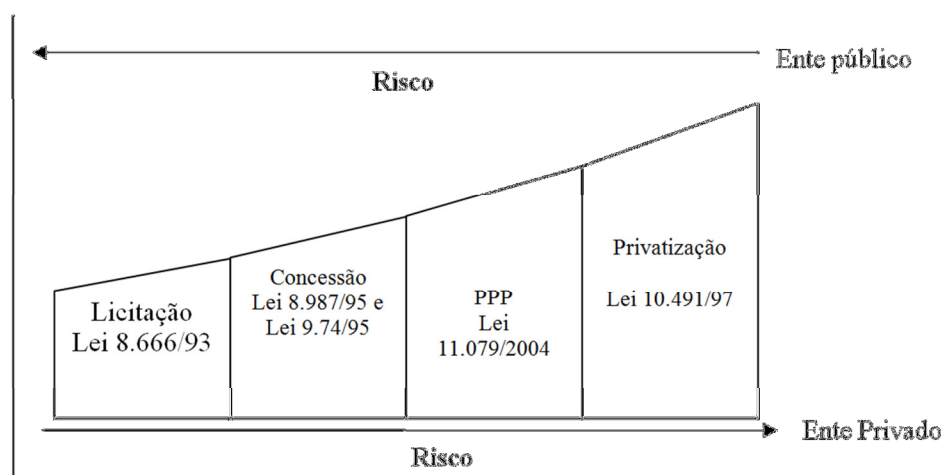 Ente público
Risco
Licitação
Lei 8.666/93
Concessão
Lei 8.987/95 e
Lei 9.74/95
PPP
Lei
11.079/2004
Privatização
Lei 10.491/97
Ente Privado
Risco